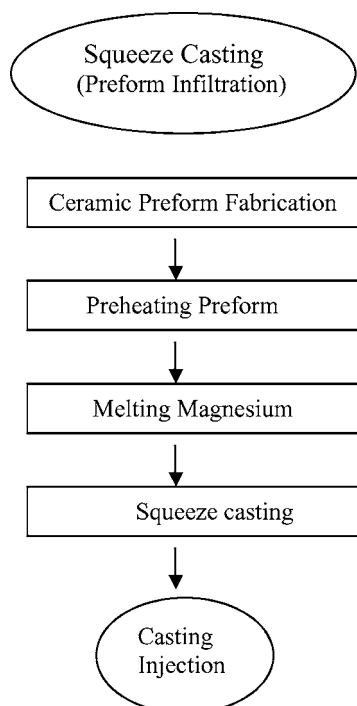 Squeeze Casting
(Preform Infiltration)
Ceramic Preform Fabrication
Preheating Preform
Melting Magnesium
Squeeze casting
Casting
Injection